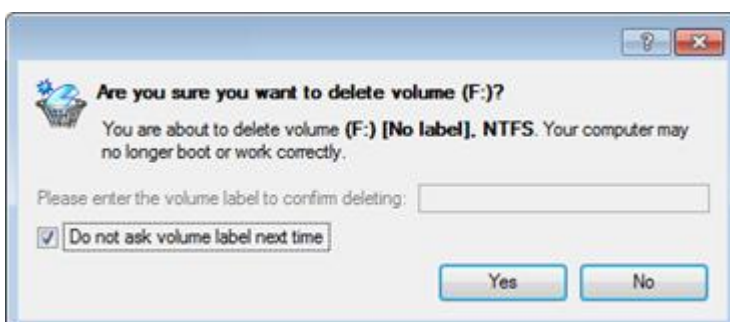 Are you sure you want to delete volume (F:)?
You are about to delete volume (F:) [No label], NTFS. Your computer may
no longer boot or work correctly.
Please enter the volume label to confirm deleting:
Do not ask volume label next time
Yes No